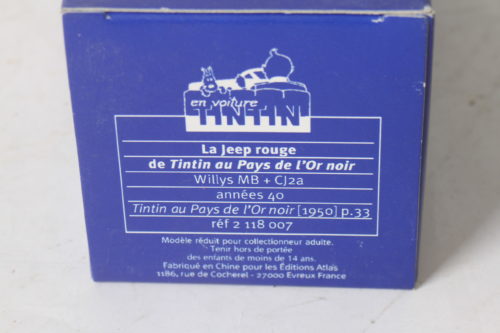 en voiture
TINTIN
La Jeep rouge
de Tintin au Pays de l'Or noir
Willys MB + CJ2a
années 40
Tintin au Pays de l'Or noir [1950] p.33
réf 2 118 007
Modèle réduit pour collectionneur adulte.
Tenir hors de portée
des enfants de moins de 14 ans.
Fabriqué en Chine pour les Éditions Atlas
1186, rue de Cocherel - 27000 Evreux France